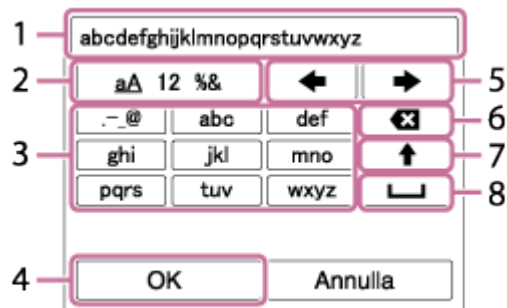 1 abcdefghijklmnopqrstuvwxyz
2 aA 12 %& 5
.-_@ abc def 6
3 ghi jkl mno 7
pqrs tuv wxyz 8
4 OK Annulla